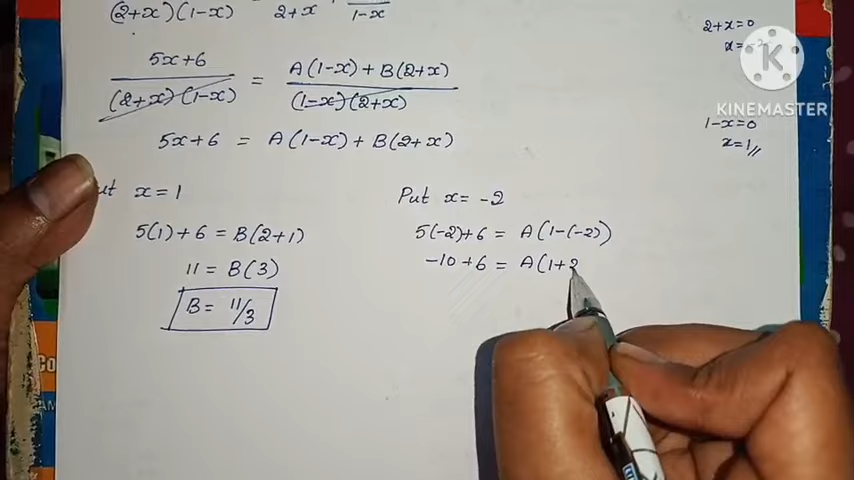 (2+x)(1-x) 2+x 1-x
2+x=0
5x+6 / (2+x)(1-x) = A(1-x)+B(2+x) / (1-x)(2+x)
KINEMASTER
1-x=0
x=1//
5x+6 = A(1-x)+B(2+x)
x=1
Put x= -2
5(1)+6 = B(2+1)
5(-2)+6 = A(1-(-2))
11 = B(3)
-10+6 = A(1+2
B= 11/3